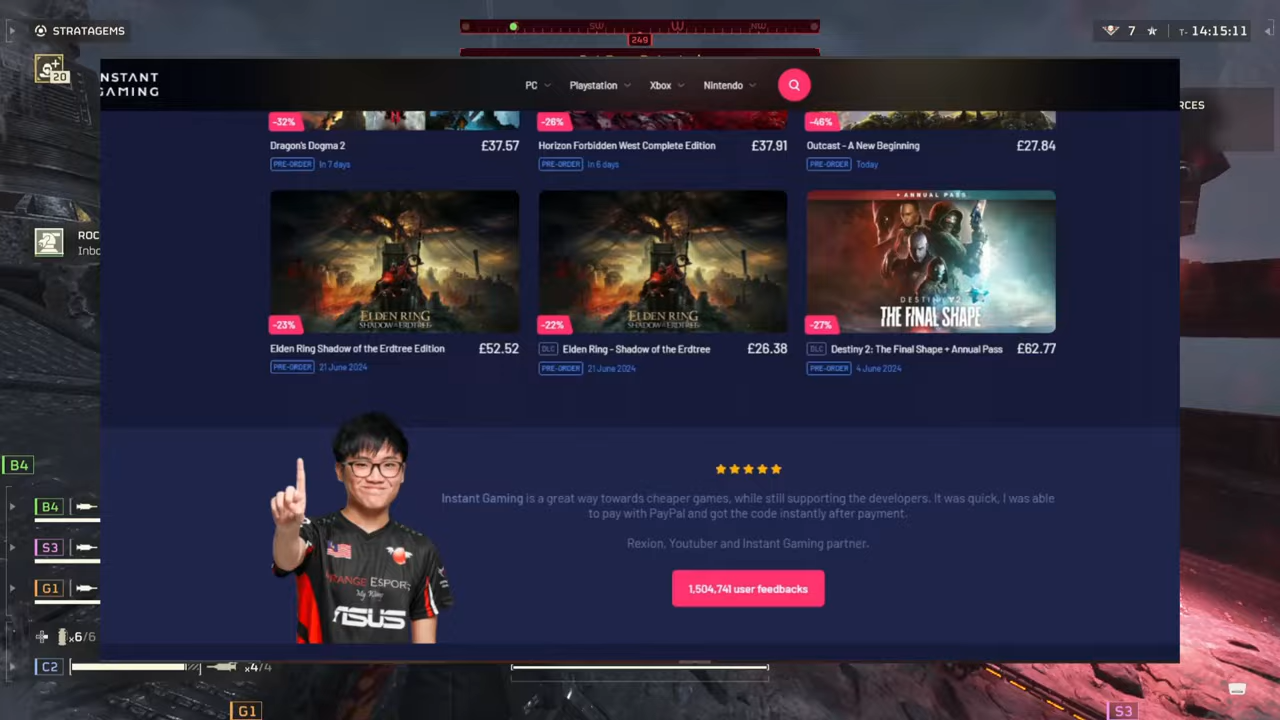 STRATAGEMS
SW
W
NW
249
7
T- 14:15:11
20
INSTANT
GAMING
PC
Playstation
Xbox
Nintendo
RCES
-32%
-26%
-46%
Dragon's Dogma 2
£37.57
Horizon Forbidden West Complete Edition
£37.91
Outcast - A New Beginning
£27.84
PRE-ORDER In 7 days
PRE-ORDER In 6 days
PRE-ORDER Today
+ ANNUAL PASS
ROC
Inbo
ELDEN RING
SHADOW OF THE ERDTREE
ELDEN RING
SHADOW OF THE ERDTREE
DESTINY 2
THE FINAL SHAPE
-23%
-22%
-27%
Elden Ring Shadow of the Erdtree Edition
£52.52
DLC Elden Ring - Shadow of the Erdtree
£26.38
DLC Destiny 2: The Final Shape + Annual Pass
£62.77
PRE-ORDER 21 June 2024
PRE-ORDER 21 June 2024
PRE-ORDER 4 June 2024
B4
B4
S3
G1
x6/6
C2
x4/4
Instant Gaming is a great way towards cheaper games, while still supporting the developers. It was quick, I was able
to pay with PayPal and got the code instantly after payment.
Rexion, Youtuber and Instant Gaming partner.
1,504,741 user feedbacks
ESPOR
ASUS
G1
S3